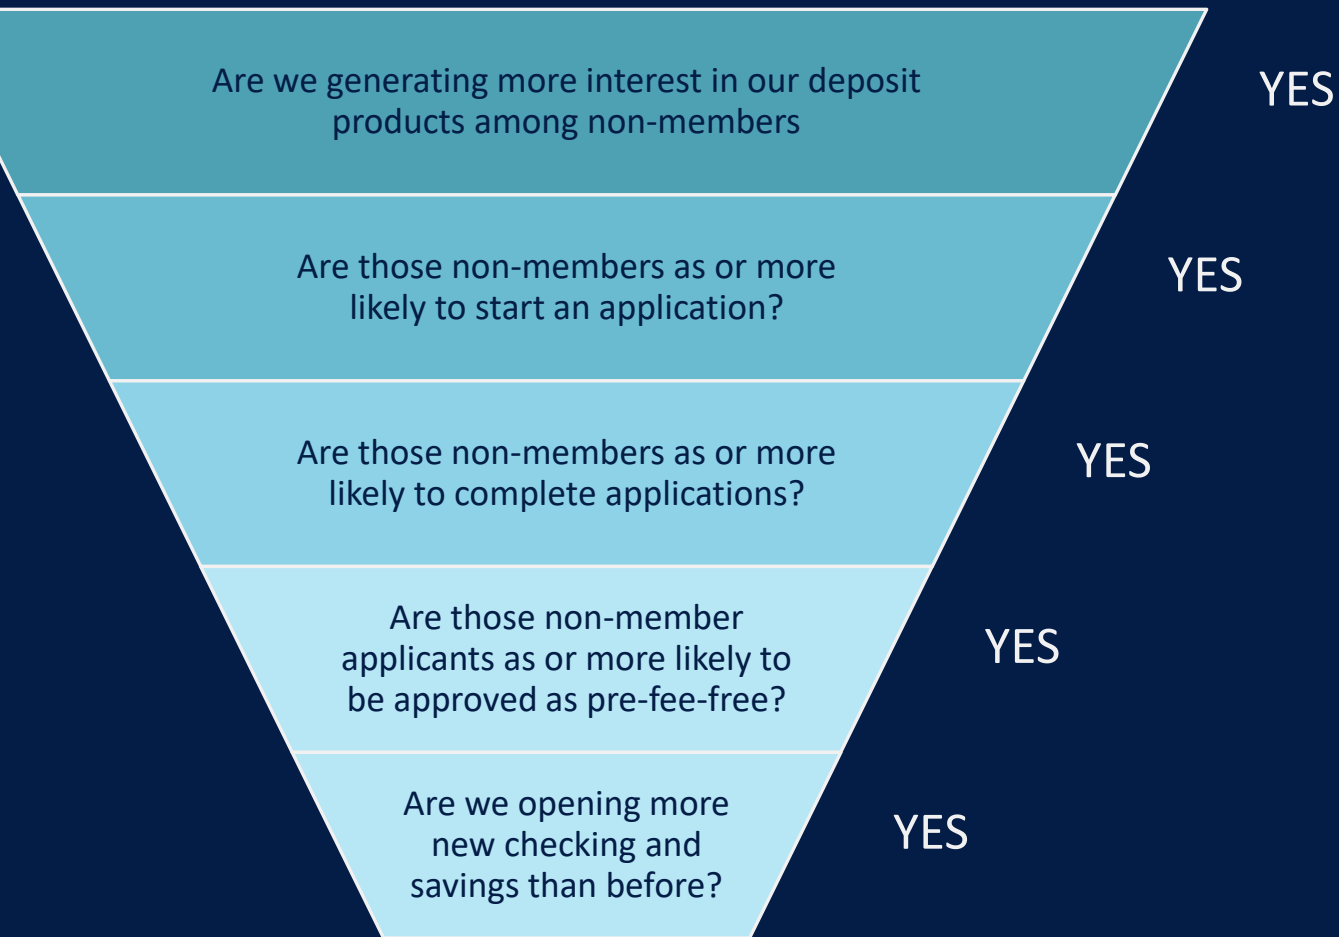 Are we generating more interest in our deposit
products among non-members
YES
Are those non-members as or more
likely to start an application?
YES
Are those non-members as or more
likely to complete applications?
YES
Are those non-member
applicants as or more likely to
be approved as pre-fee-free?
YES
Are we opening more
new checking and
savings than before?
YES